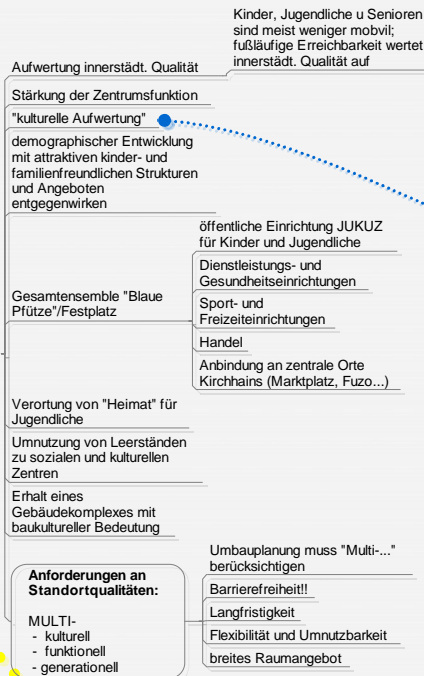 Kinder, Jugendliche u Senioren
sind meist weniger mobvil;
fußläufige Erreichbarkeit wertet
innerstädt. Qualität auf
Aufwertung innerstädt. Qualität
Stärkung der Zentrumsfunktion
"kulturelle Aufwertung"
demographischer Entwicklung
mit attraktiven kinder- und
familienfreundlichen Strukturen
und Angeboten
entgegenwirken
Gesamtensemble "Blaue
Pfütze"/Festplatz
öffentliche Einrichtung JUKUZ
für Kinder und Jugendliche
Dienstleistungs- und
Gesundheitseinrichtungen
Sport- und
Freizeiteinrichtungen
Handel
Anbindung an zentrale Orte
Kirchhains (Marktplatz, Fuzo...)
Verortung von "Heimat" für
Jugendliche
Umnutzung von Leerständen
zu sozialen und kulturellen
Zentren
Erhalt eines
Gebäudekomplexes mit
baukultureller Bedeutung
Anforderungen an
Standortqualitäten:
MULTI-
- kulturell
- funktionell
- generationell
Umbauplanung muss "Multi-..."
berücksichtigen
Barrierefreiheit!!
Langfristigkeit
Flexibilität und Umnutzbarkeit
breites Raumangebot